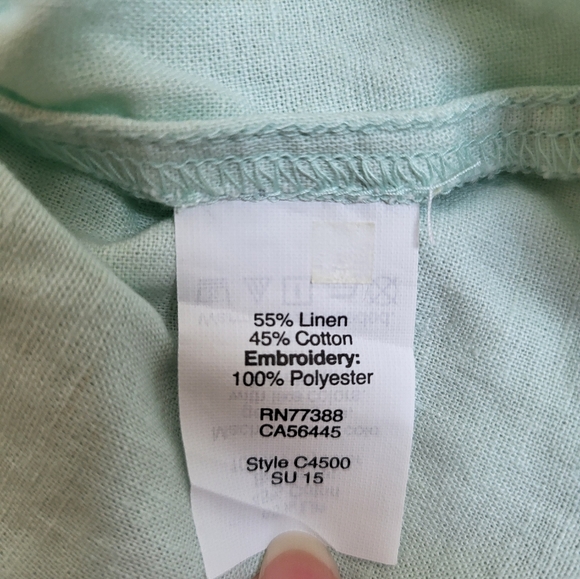 55% Linen
45% Cotton
Embroidery:
100% Polyester
RN77388
CA56445
Style C4500
SU 15